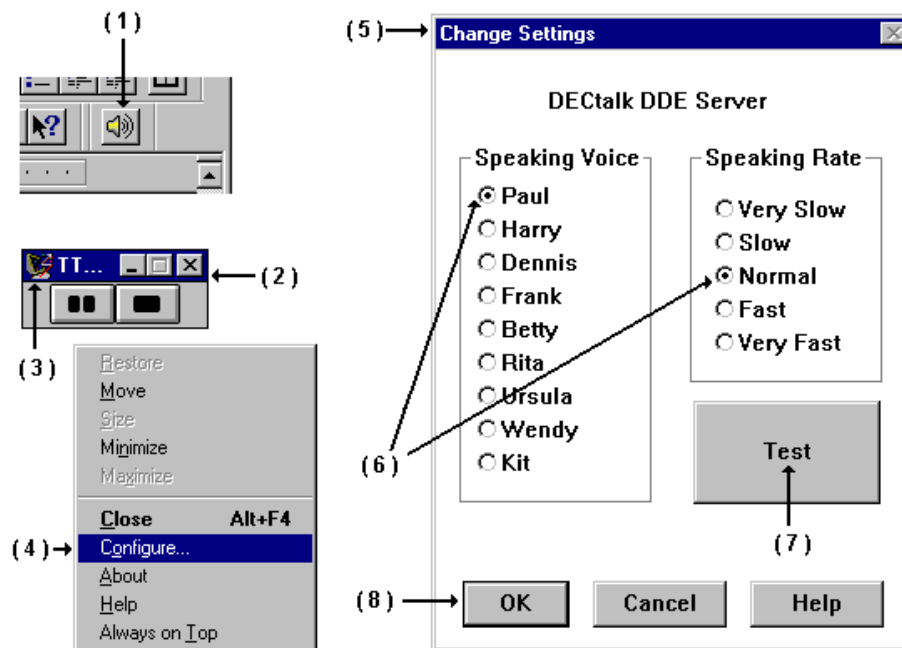 ( 1 )
?
TT...
( 2 )
( 3 )
Restore
Move
Size
Minimize
Maximize
Close Alt+F4
( 4 )
Configure...
About
Help
Always on Top
( 5 )
Change Settings
DECtalk DDE Server
Speaking Voice
Paul
Harry
Dennis
Frank
Betty
Rita
Ursula
Wendy
Kit
Speaking Rate
Very Slow
Slow
Normal
Fast
Very Fast
( 6 )
Test
( 7 )
( 8 )
OK
Cancel
Help